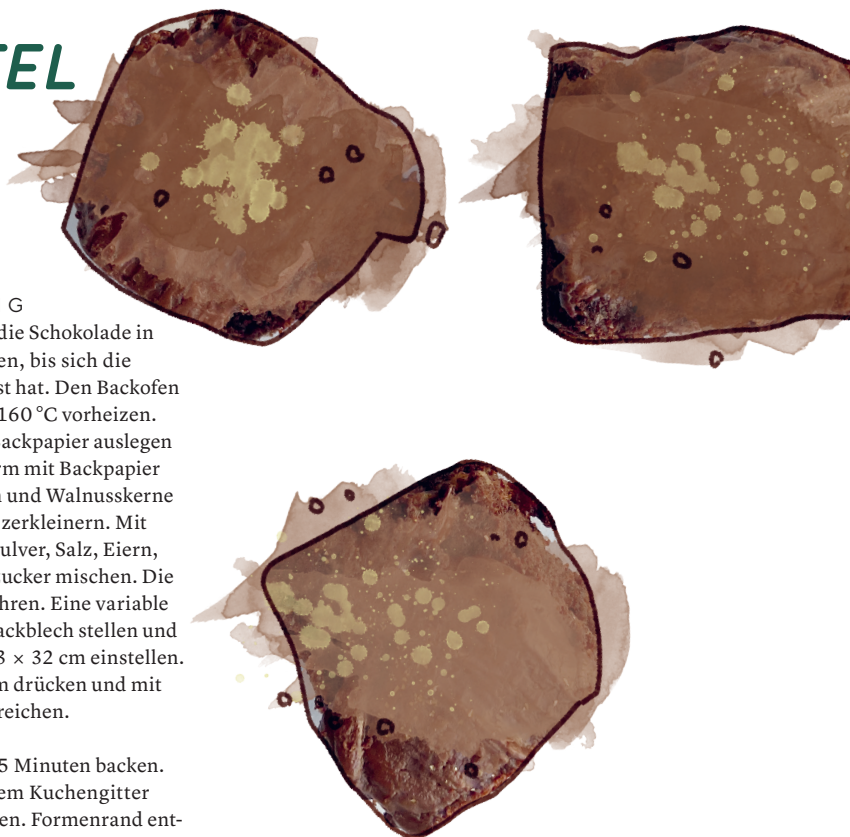 TEL
G
die Schokolade in
en, bis sich die
st hat. Den Backofen
160 °C vorheizen.
Backpapier auslegen
rm mit Backpapier
n und Walnusskerne
zerkleinern. Mit
ulver, Salz, Eiern,
ucker mischen. Die
hren. Eine variable
ackblech stellen und
3 × 32 cm einstellen.
n drücken und mit
reichen.
5 Minuten backen.
em Kuchengitter
en. Formenrand ent-